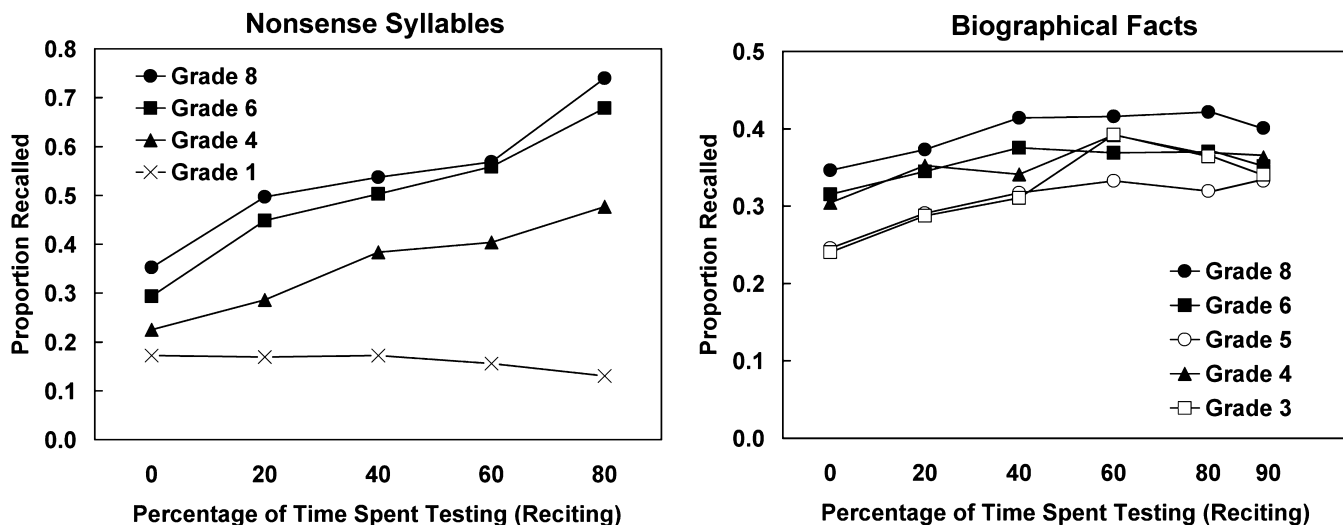 Nonsense Syllables
Proportion Recalled
0.8
0.7
0.6
0.5
0.4
0.3
0.2
0.1
0.0
Grade 8
Grade 6
Grade 4
Grade 1
0 20 40 60 80
Percentage of Time Spent Testing (Reciting)
Biographical Facts
Proportion Recalled
0.5
0.4
0.3
0.2
0.1
0.0
Grade 8
Grade 6
Grade 5
Grade 4
Grade 3
0 20 40 60 80 90
Percentage of Time Spent Testing (Reciting)